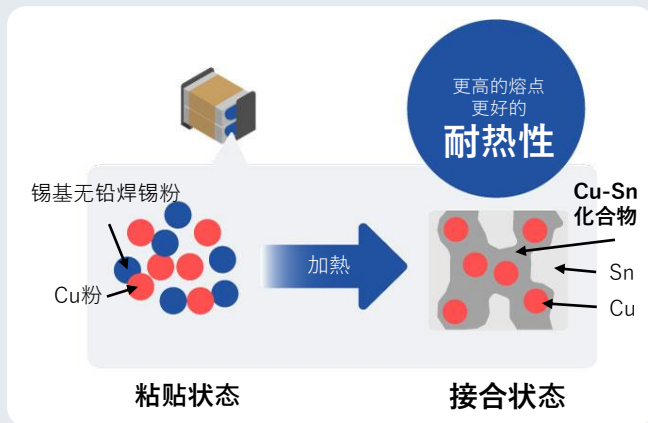 更高的熔点
更好的
耐热性
锡基无铅焊锡粉
Cu粉
加熱
Cu-Sn
化合物
Sn
Cu
粘贴状态
接合状态